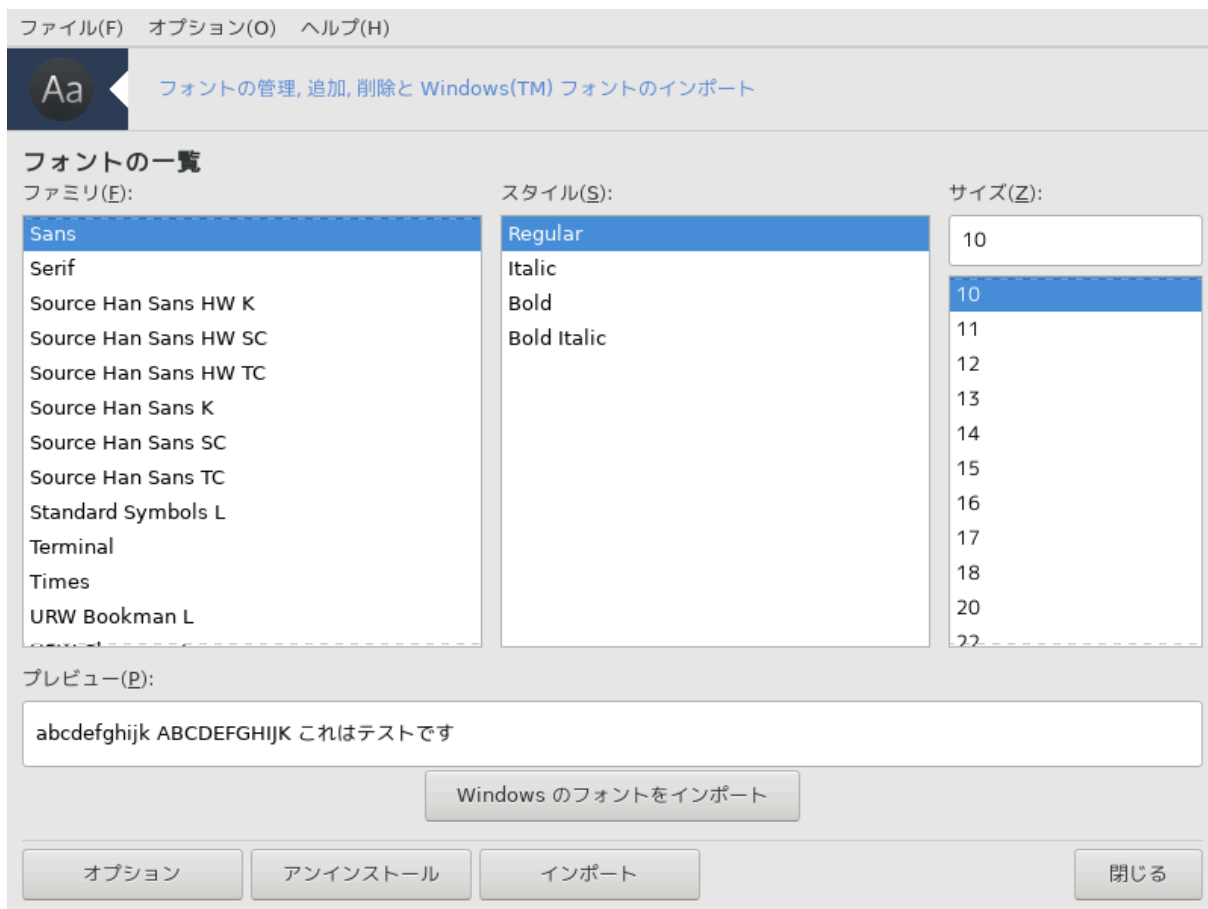 ファイル(F) オプション(O) ヘルプ(H)
Aa
フォントの管理, 追加, 削除と Windows(TM) フォントのインポート
フォントの一覧
ファミリ(F):
Sans
Serif
Source Han Sans HW K
Source Han Sans HW SC
Source Han Sans HW TC
Source Han Sans K
Source Han Sans SC
Source Han Sans TC
Standard Symbols L
Terminal
Times
URW Bookman L
スタイル(S):
Regular
Italic
Bold
Bold Italic
サイズ(Z):
10
10
11
12
13
14
15
16
17
18
20
22
プレビュー(P):
abcdefghijk ABCDEFGHIJK これはテストです
Windows のフォントをインポート
オプション アンインストール インポート 閉じる